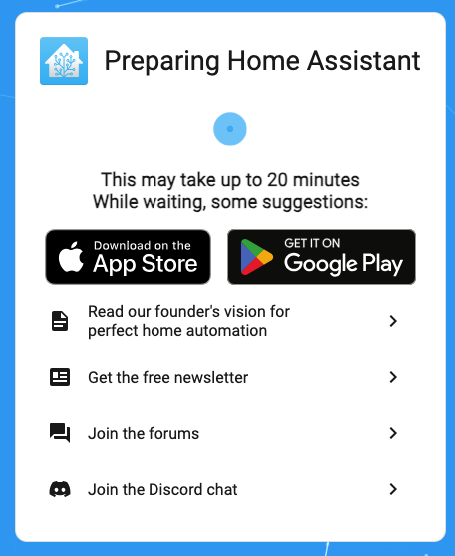 Preparing Home Assistant
This may take up to 20 minutes
While waiting, some suggestions:
Download on the
App Store
GET IT ON
Google Play
Read our founder's vision for
perfect home automation
Get the free newsletter
Join the forums
Join the Discord chat